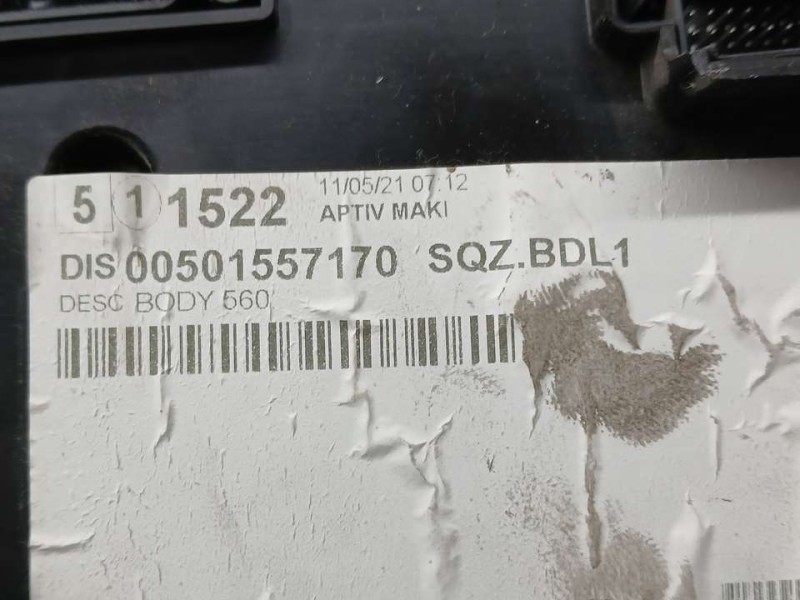 5 1 1522 11/05/21 07:12
APTIV MAKI
DIS 00501557170 SQZ.BDL1
DESC BODY 560